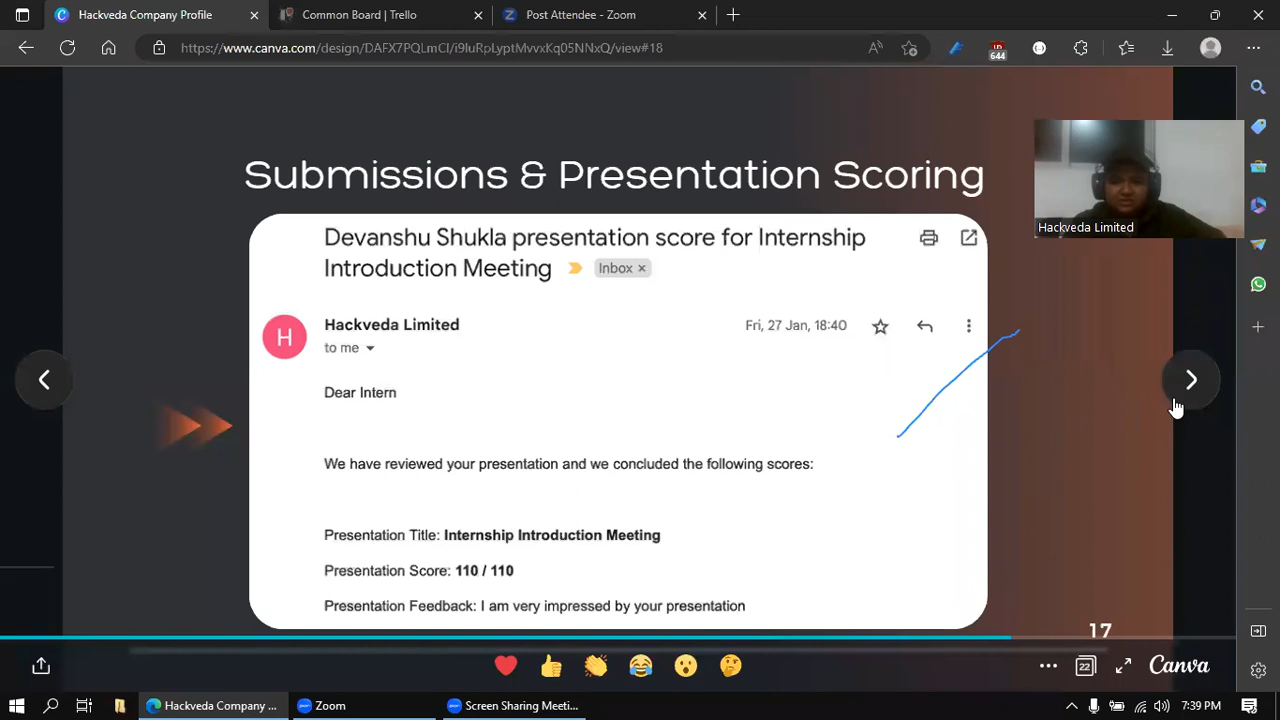 Hackveda Company Profile
Common Board | Trello
Post Attendee - Zoom
https://www.canva.com/design/DAFX7PQLmCI/i9IuRpLyptMvvxKq05NNxQ/view#18
644
Submissions & Presentation Scoring
Hackveda Limited
Devanshu Shukla presentation score for Internship
Introduction Meeting
Inbox ×
H
Hackveda Limited
Fri, 27 Jan, 18:40
to me
Dear Intern
We have reviewed your presentation and we concluded the following scores:
Presentation Title: Internship Introduction Meeting
Presentation Score: 110 / 110
Presentation Feedback: I am very impressed by your presentation
17
22
Canva
Hackveda Company ...
Zoom
Screen Sharing Meeti...
7:39 PM